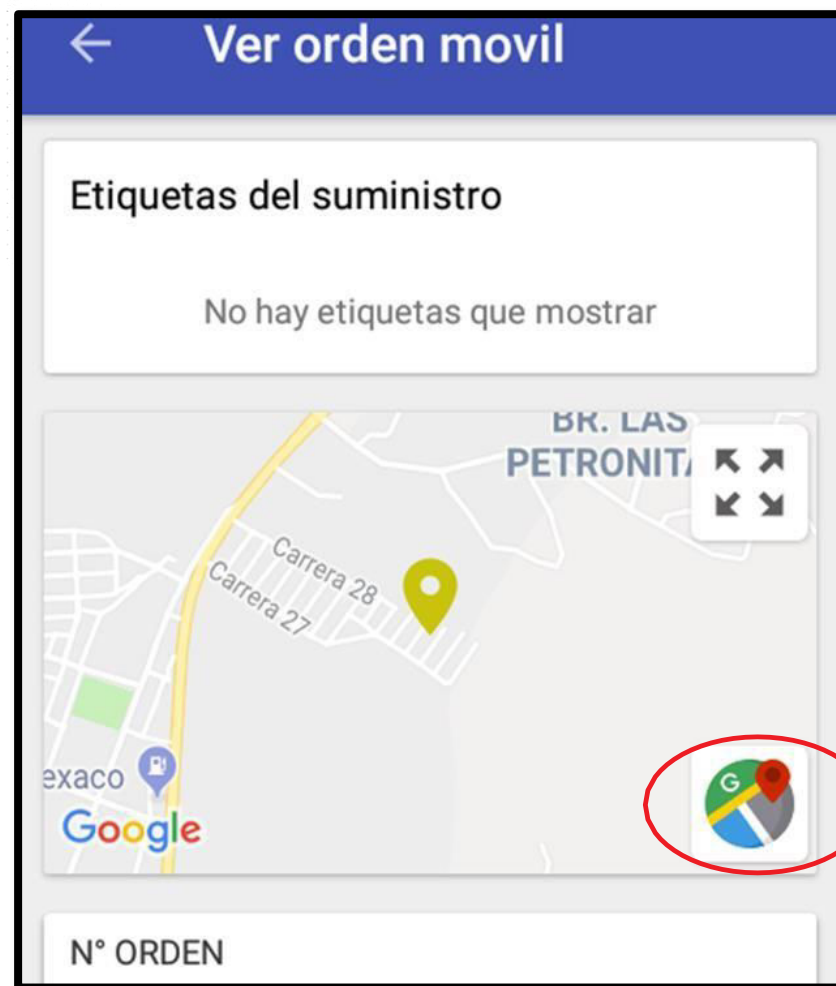 Ver orden movil
Etiquetas del suministro
No hay etiquetas que mostrar
BR. LAS
PETRONIT
Carrera 28
Carrera 27
exaco
Google
G
N° ORDEN